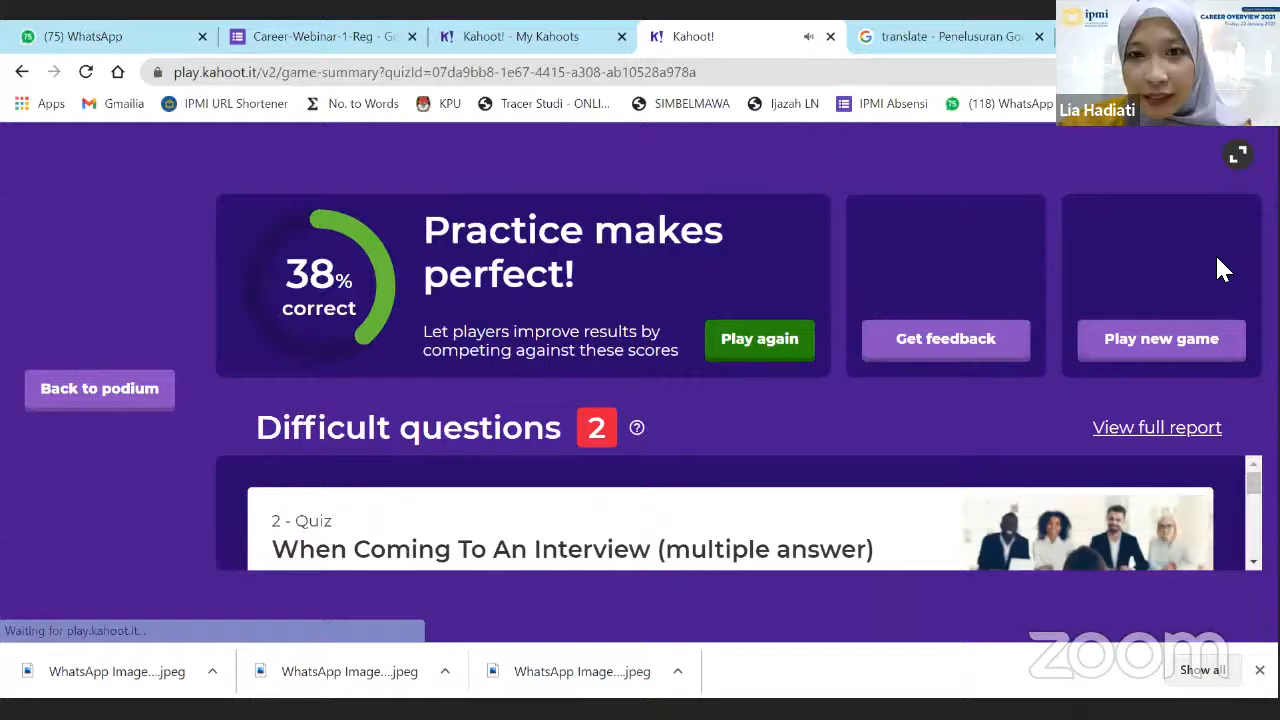 (75) WhatsApp
Career-Webinar-1-Reg
Kahoot!
translate - Penelusuran Goo
ipmi
CAREER OVERVIEW 2021
Friday, 22 January 2021
play.kahoot.it/v2/game-summary?quizId=07da9bb8-1e67-4415-a308-ab10528a978a
Apps
Gmailia
IPMI URL Shortener
No. to Words
KPU
Tracer Studi - ONLI...
SIMBELMAWA
Ijazah LN
IPMI Absensi
(118) WhatsApp
Lia Hadiati
38%
correct
Practice makes
perfect!
Let players improve results by
competing against these scores
Play again
Get feedback
Play new game
Back to podium
Difficult questions 2
View full report
2 - Quiz
When Coming To An Interview (multiple answer)
Waiting for play.kahoot.it...
zoom
WhatsApp Image....jpeg
WhatsApp Image....jpeg
WhatsApp Image....jpeg
Show all